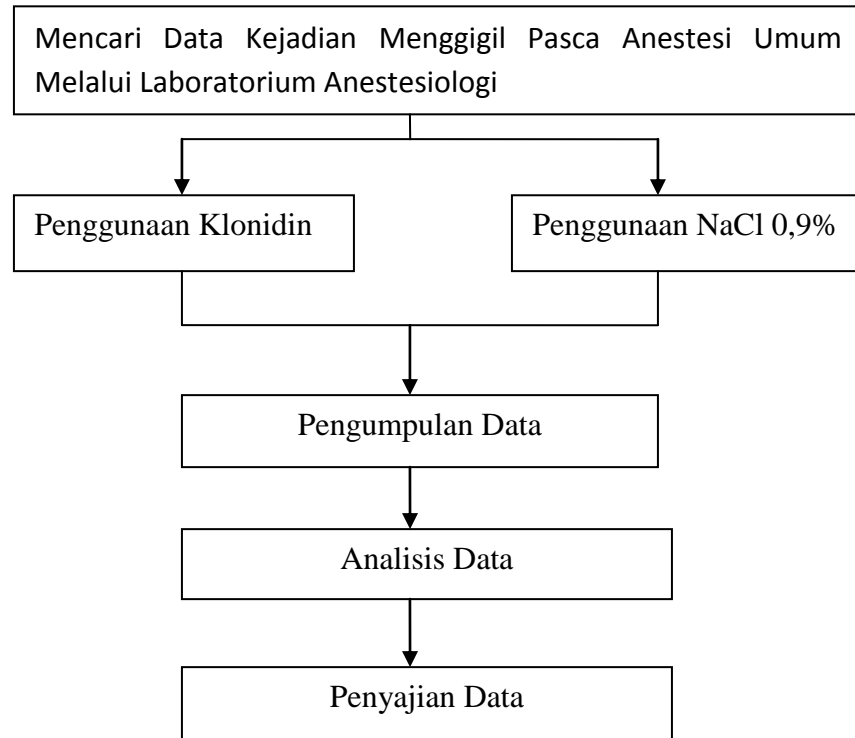 Mencari Data Kejadian Menggigil Pasca Anestesi Umum
Melalui Laboratorium Anestesiologi
Penggunaan Klonidin
Penggunaan NaCl 0,9%
Pengumpulan Data
Analisis Data
Penyajian Data